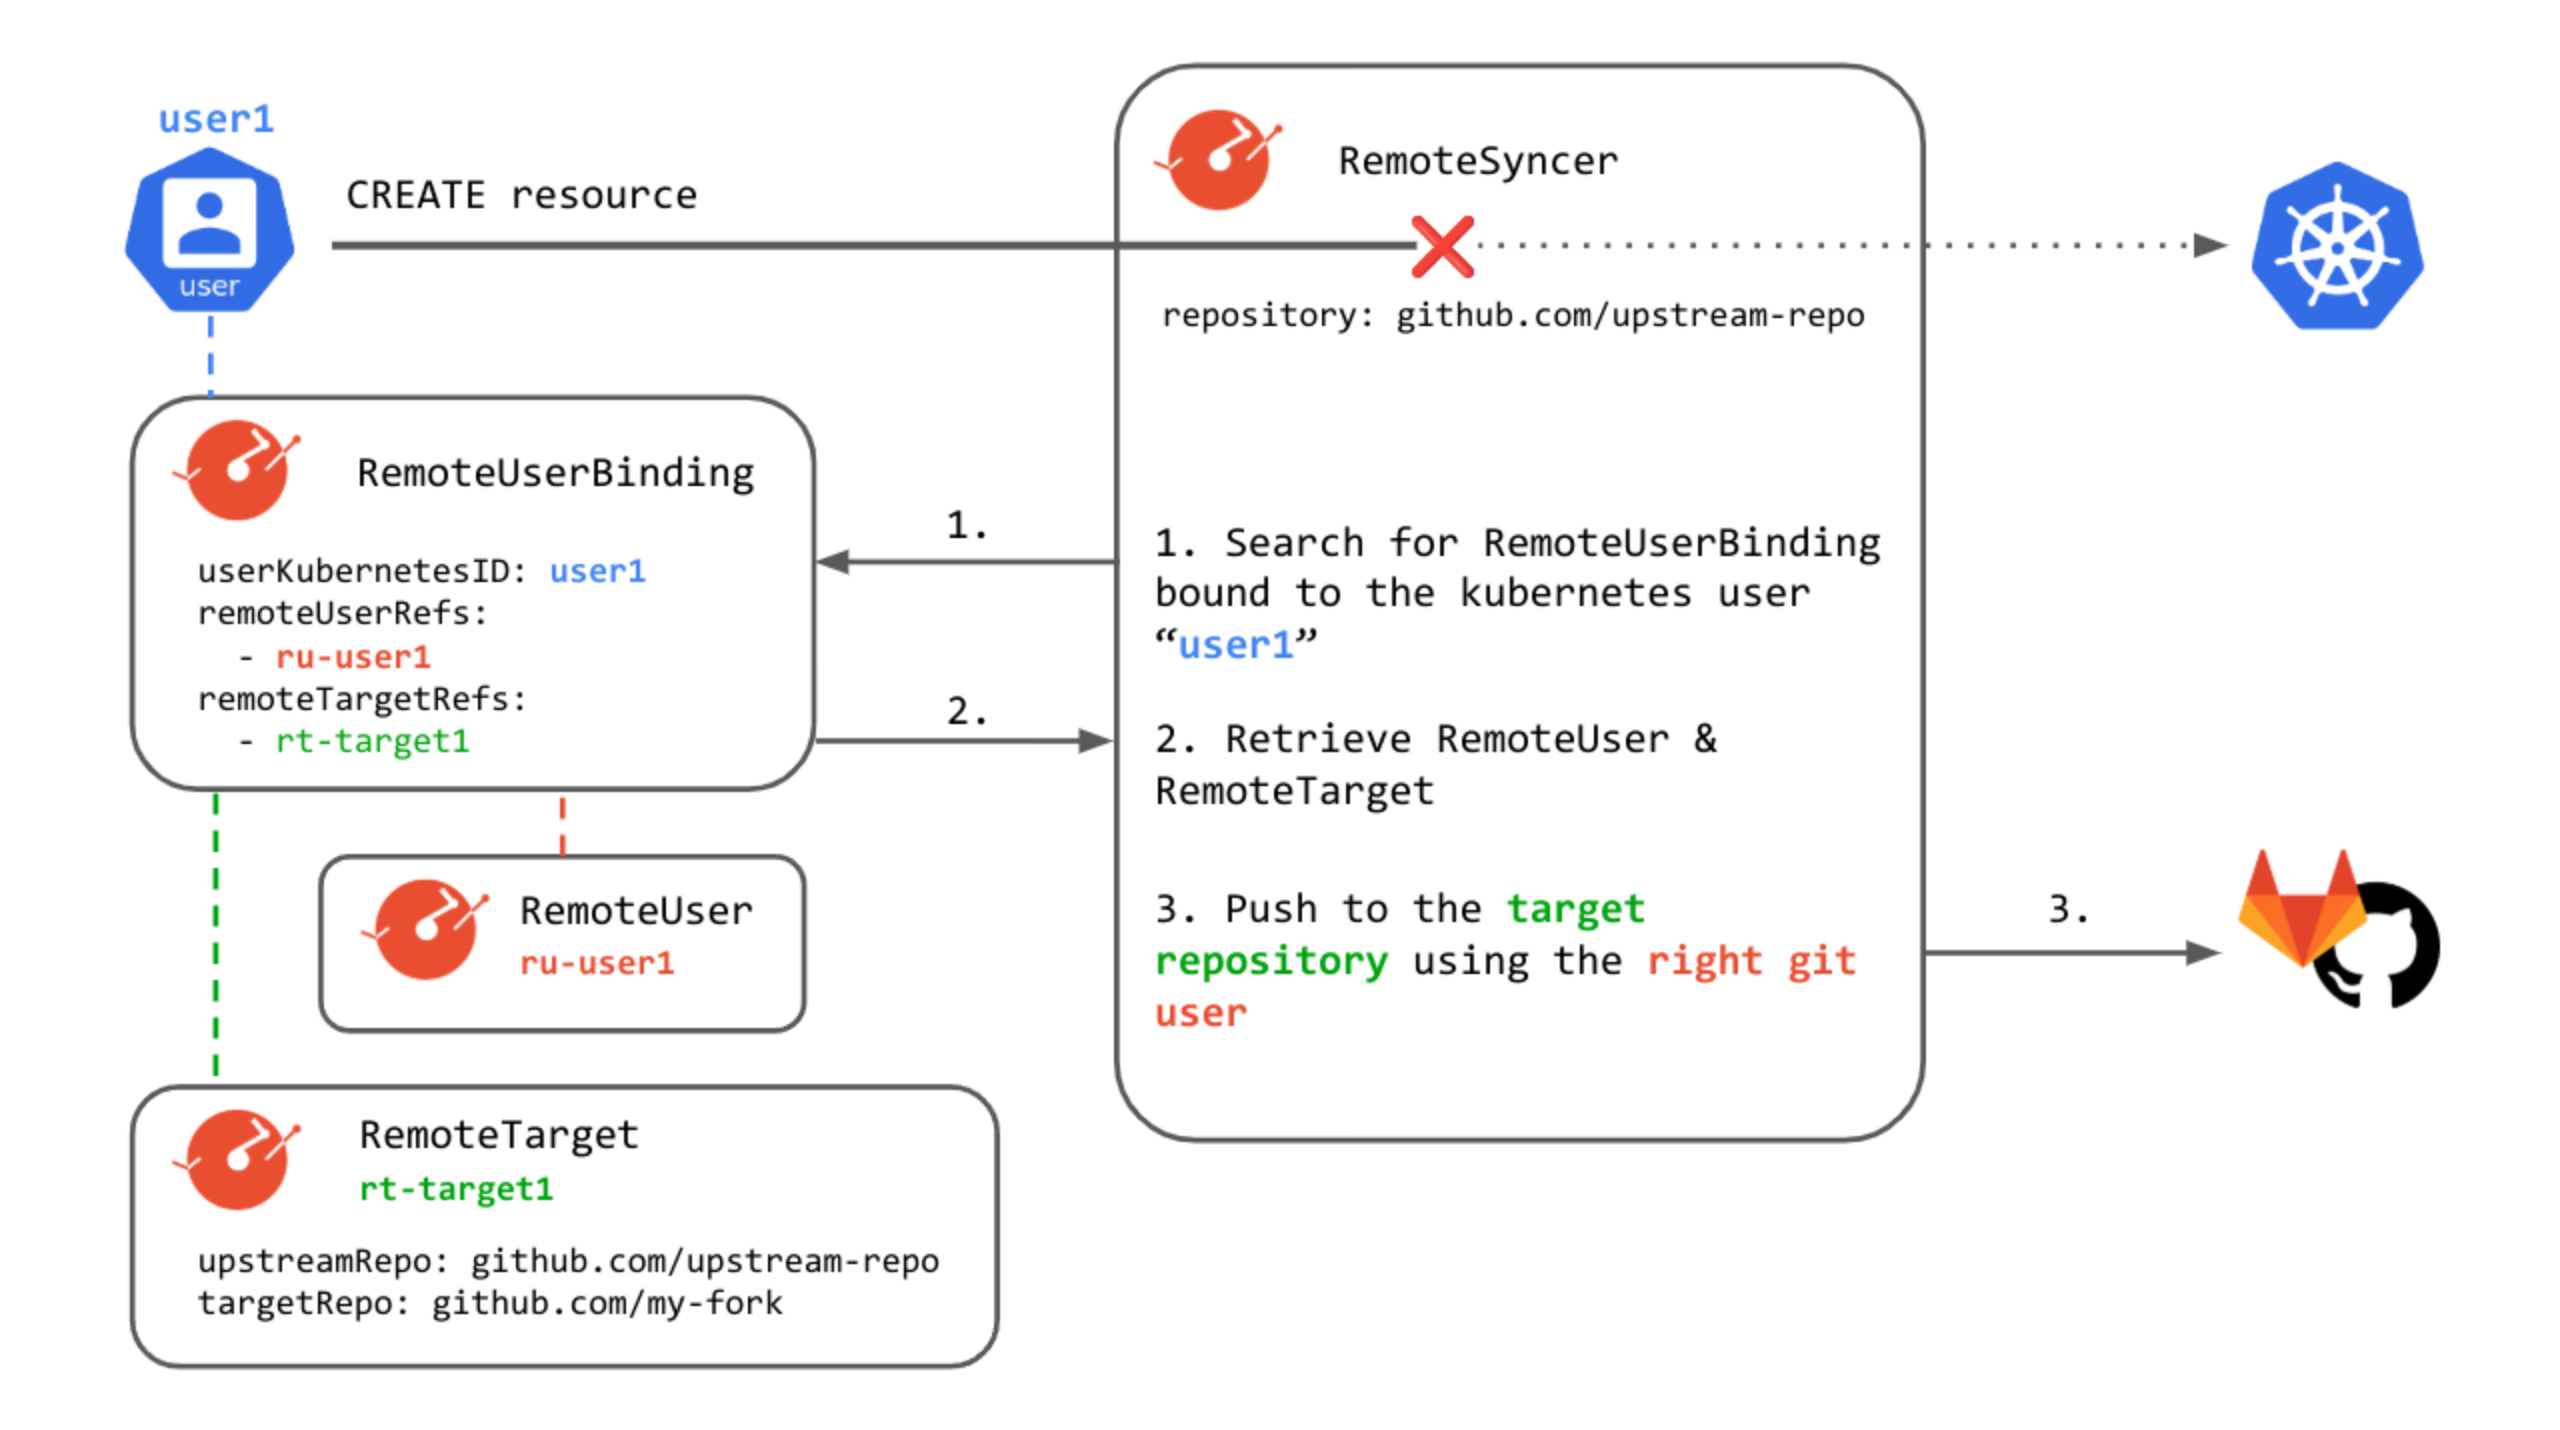 user1
user
CREATE resource
RemoteSyncer
repository: github.com/upstream-repo
RemoteUserBinding
userKubernetesID: user1
remoteUserRefs:
- ru-user1
remoteTargetRefs:
- rt-target1
1.
2.
1. Search for RemoteUserBinding
bound to the kubernetes user
“user1”
2. Retrieve RemoteUser &
RemoteTarget
3. Push to the target
repository using the right git
user
3.
RemoteUser
ru-user1
RemoteTarget
rt-target1
upstreamRepo: github.com/upstream-repo
targetRepo: github.com/my-fork